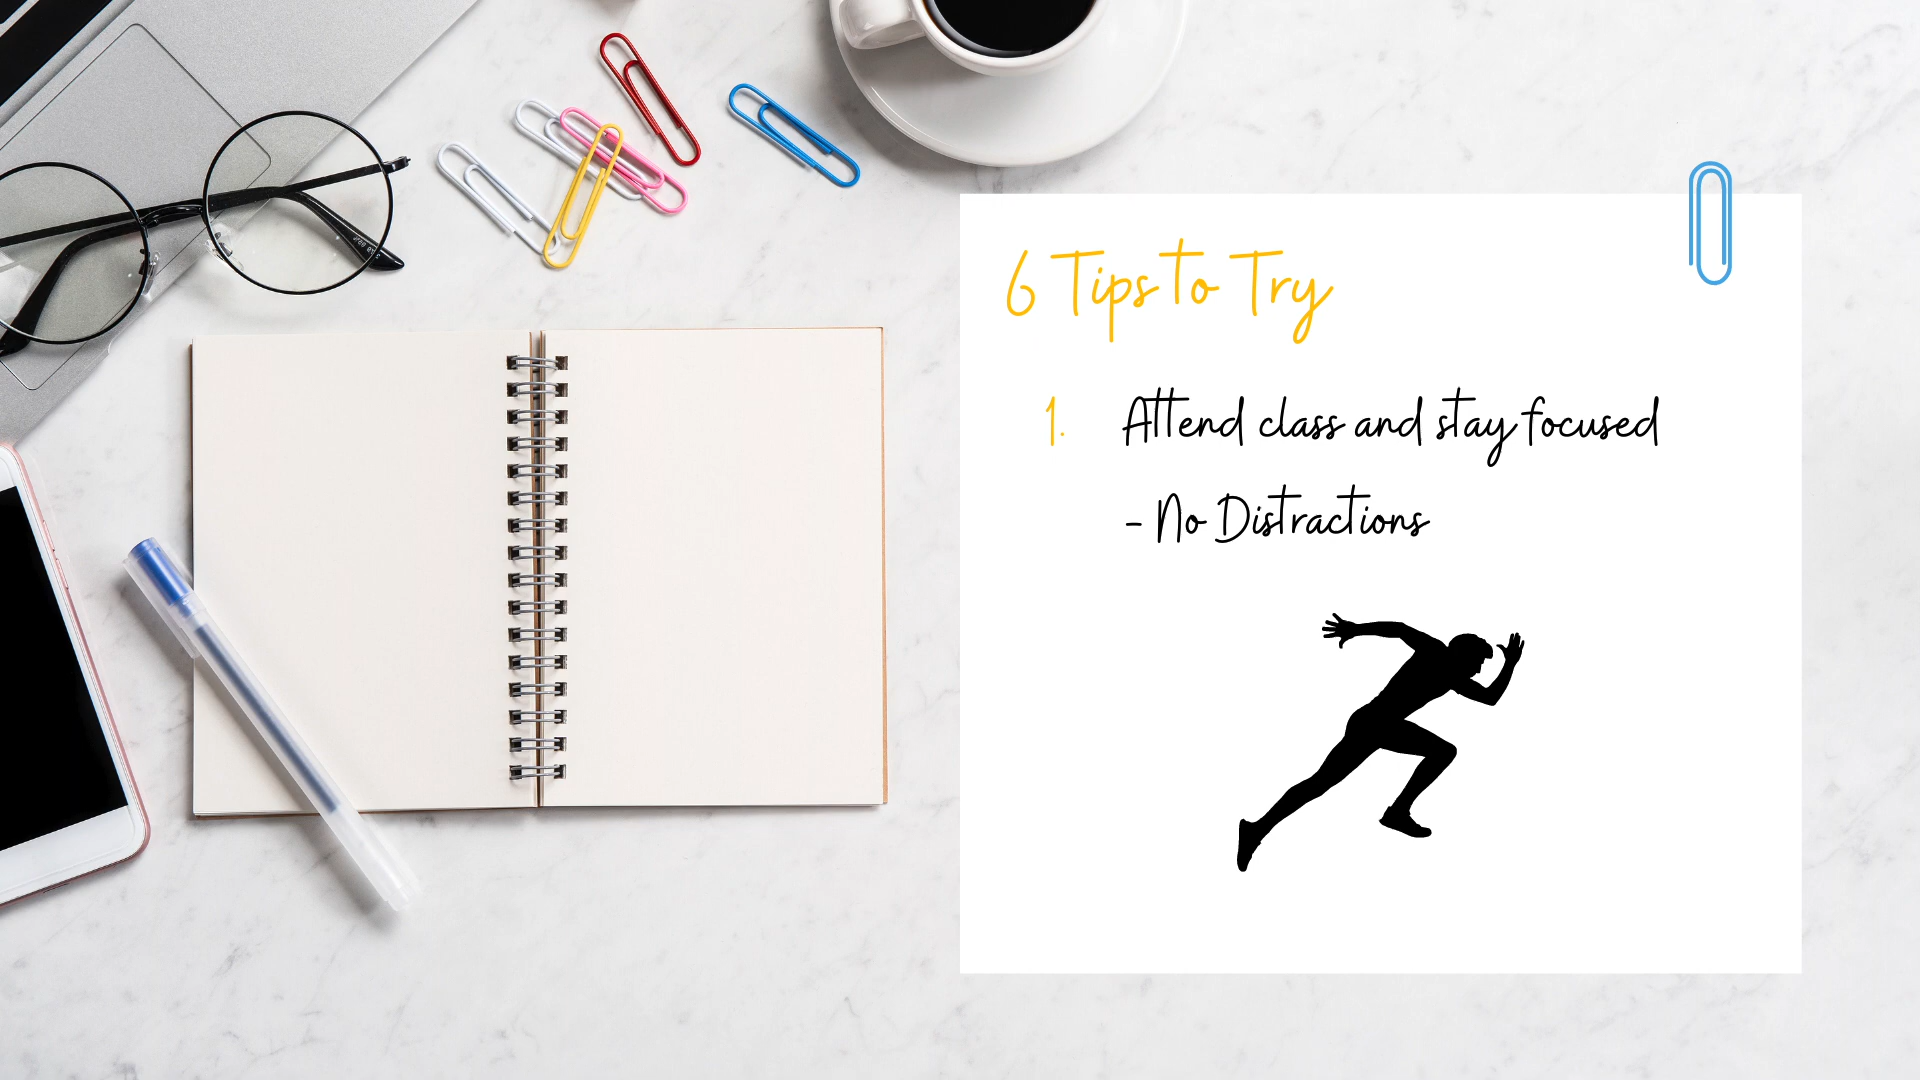 6 Tips to Try
1. Attend class and stay focused
- No Distractions